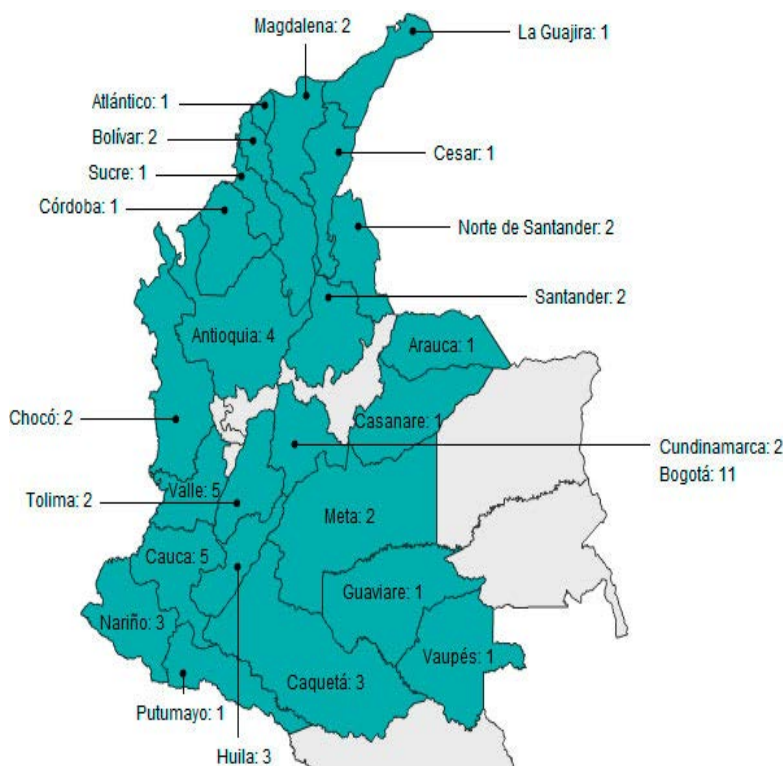 Magdalena: 2
La Guajira: 1
Atlántico: 1
Bolívar: 2
Cesar: 1
Sucre: 1
Córdoba: 1
Norte de Santander: 2
Santander: 2
Antioquia: 4
Arauca: 1
Chocó: 2
Casanare: 1
Cundinamarca: 2
Bogotá: 11
Valle: 5
Tolima: 2
Meta: 2
Cauca: 5
Guaviare: 1
Nariño: 3
Vaupés: 1
Caquetá: 3
Putumayo: 1
Huila: 3